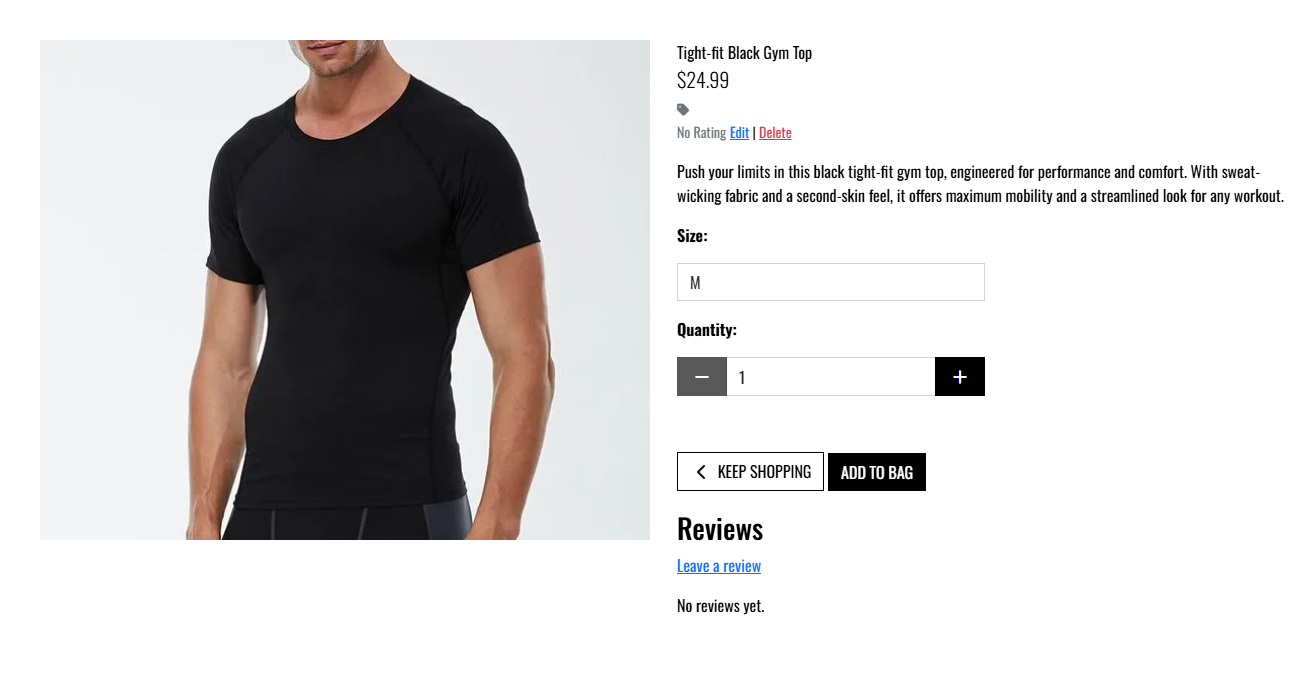 Tight-fit Black Gym Top
$24.99
No Rating Edit | Delete
Push your limits in this black tight-fit gym top, engineered for performance and comfort. With sweat-
wicking fabric and a second-skin feel, it offers maximum mobility and a streamlined look for any workout.
Size:
M
Quantity:
1
KEEP SHOPPING ADD TO BAG
Reviews
Leave a review
No reviews yet.